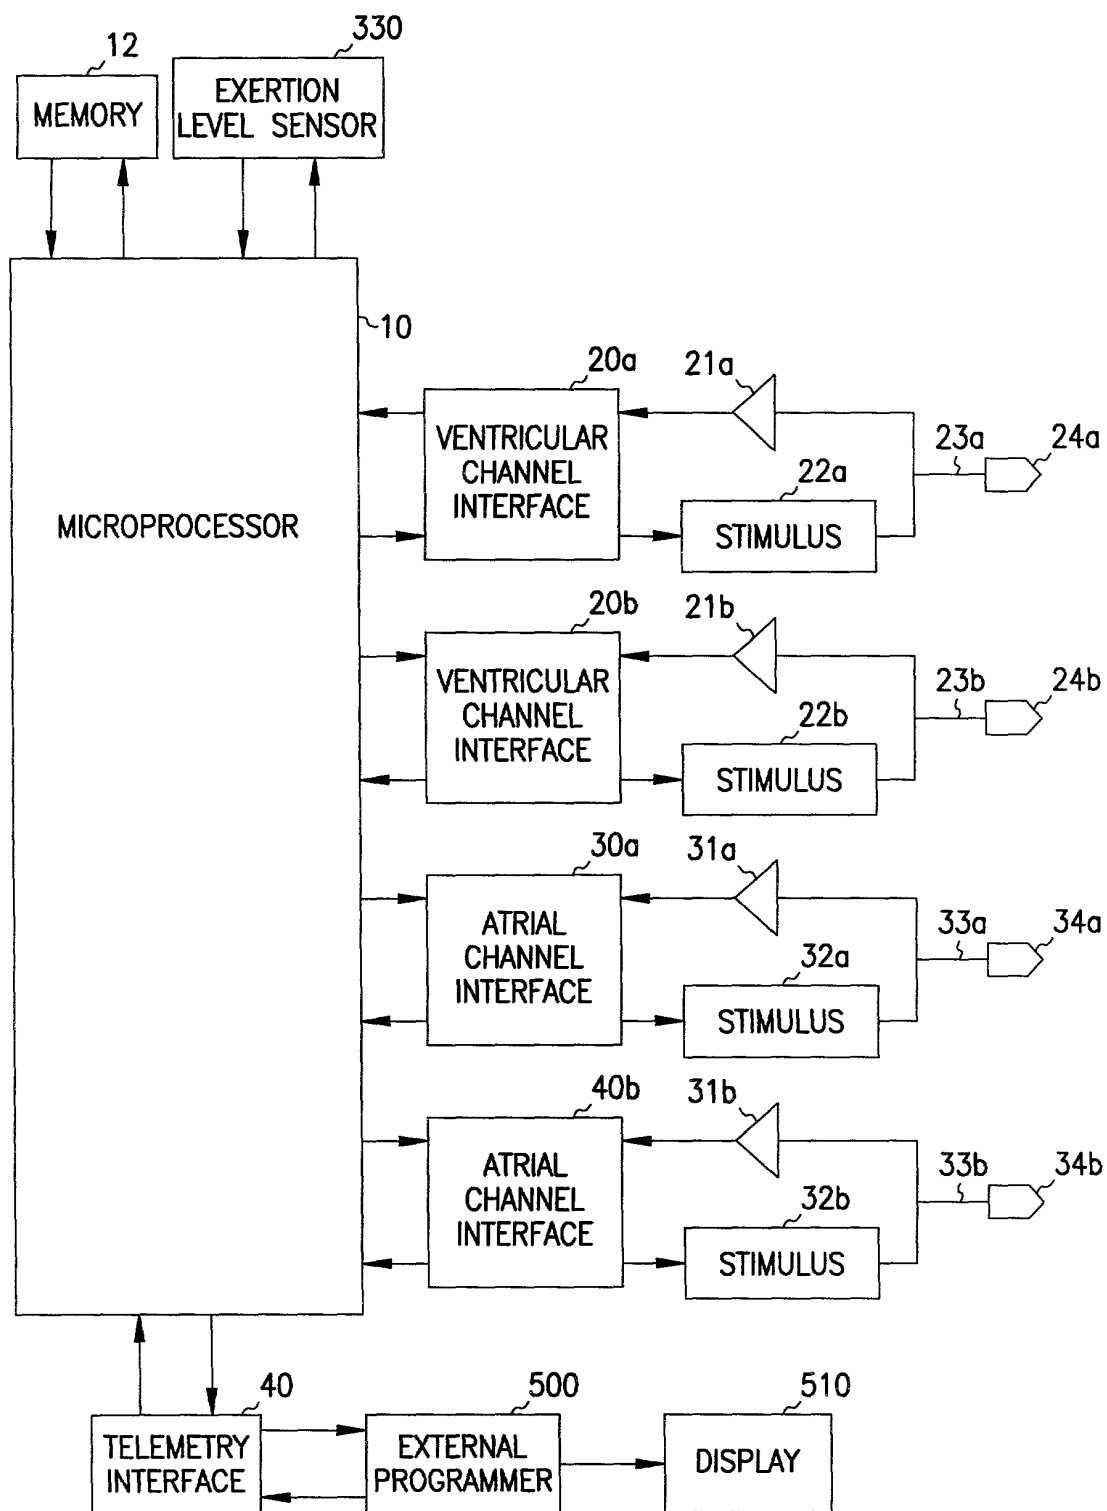 12
330
MEMORY
EXERTION
LEVEL SENSOR
10
MICROPROCESSOR
20a
21a
VENTRICULAR
CHANNEL
INTERFACE
22a
STIMULUS
23a
24a
20b
21b
VENTRICULAR
CHANNEL
INTERFACE
22b
STIMULUS
23b
24b
30a
31a
ATRIAL
CHANNEL
INTERFACE
32a
STIMULUS
33a
34a
40b
31b
ATRIAL
CHANNEL
INTERFACE
32b
STIMULUS
33b
34b
40
TELEMETRY
INTERFACE
500
EXTERNAL
PROGRAMMER
510
DISPLAY